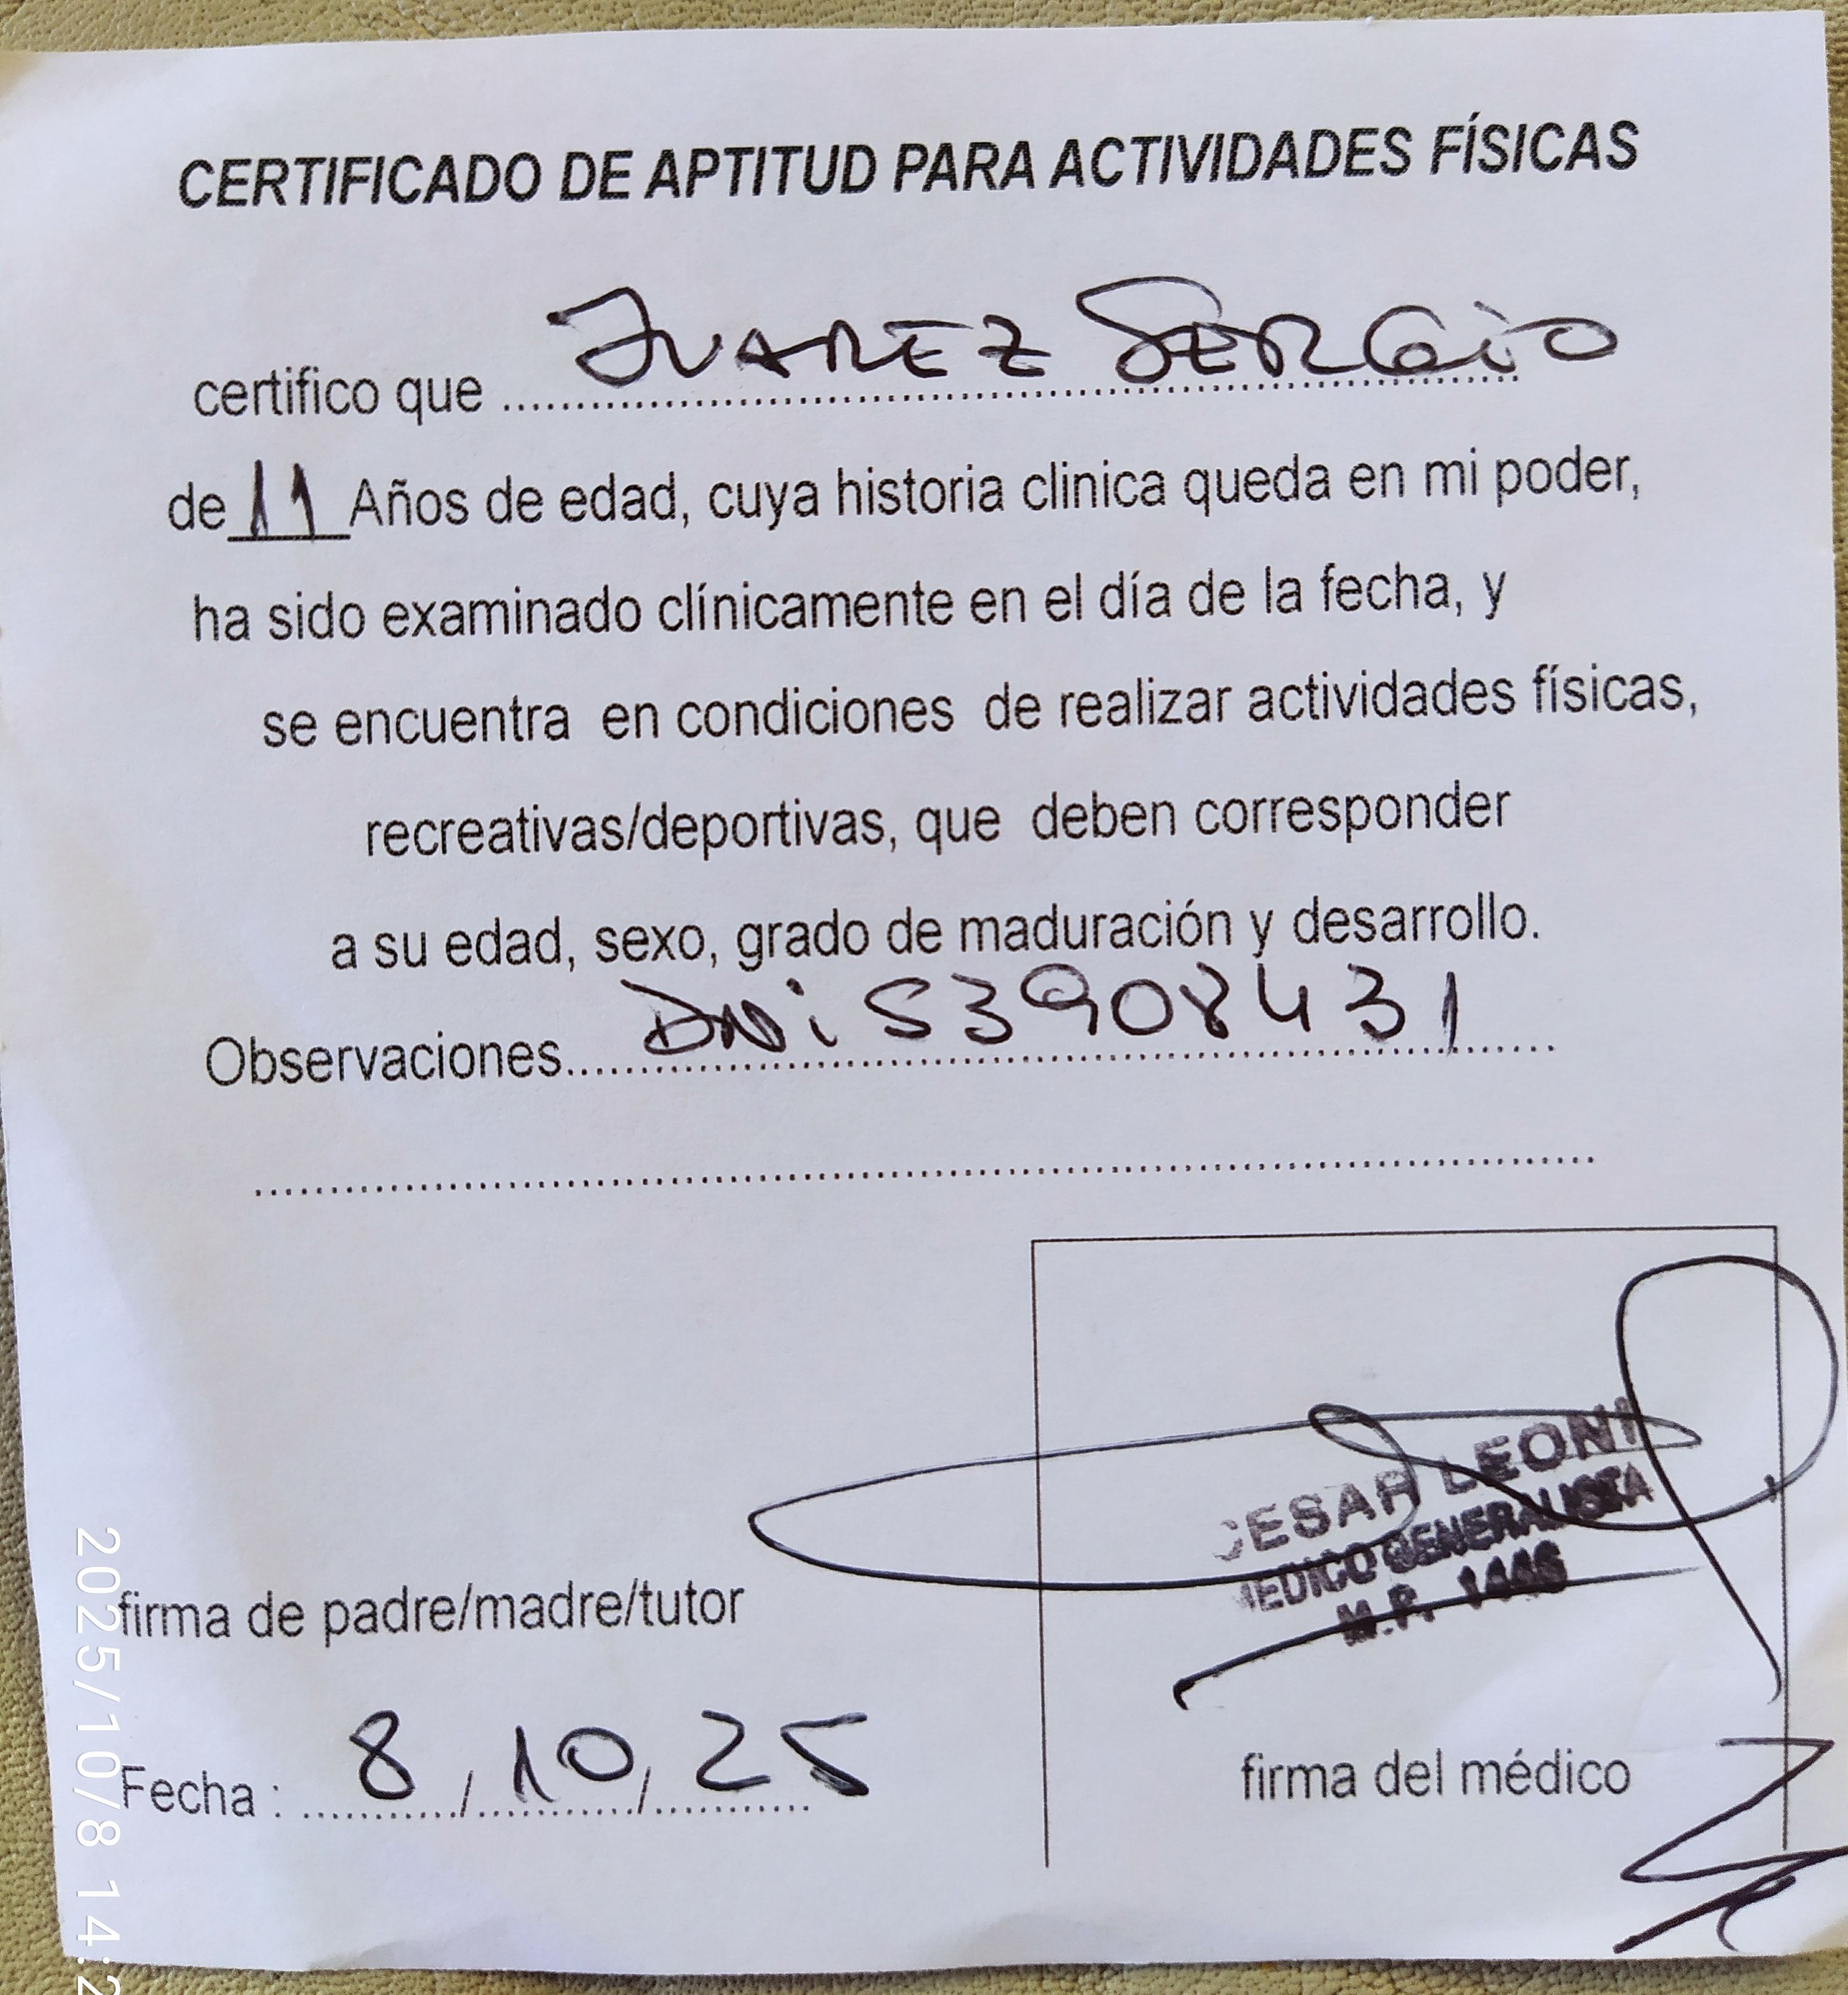 CERTIFICADO DE APTITUD PARA ACTIVIDADES FÍSICAS
certifico que JUAREZ SERGiO
de 11 Años de edad, cuya historia clinica queda en mi poder,
ha sido examinado clínicamente en el día de la fecha, y
se encuentra en condiciones de realizar actividades físicas,
recreativas/deportivas, que deben corresponder
a su edad, sexo, grado de maduración y desarrollo.
Observaciones DNi 53908431
CESAR LEONI
MEDICO GENERALISTA
M.P. 1446
firma de padre/madre/tutor
Fecha : 8/10/25
firma del médico
2025/10/8 14:2